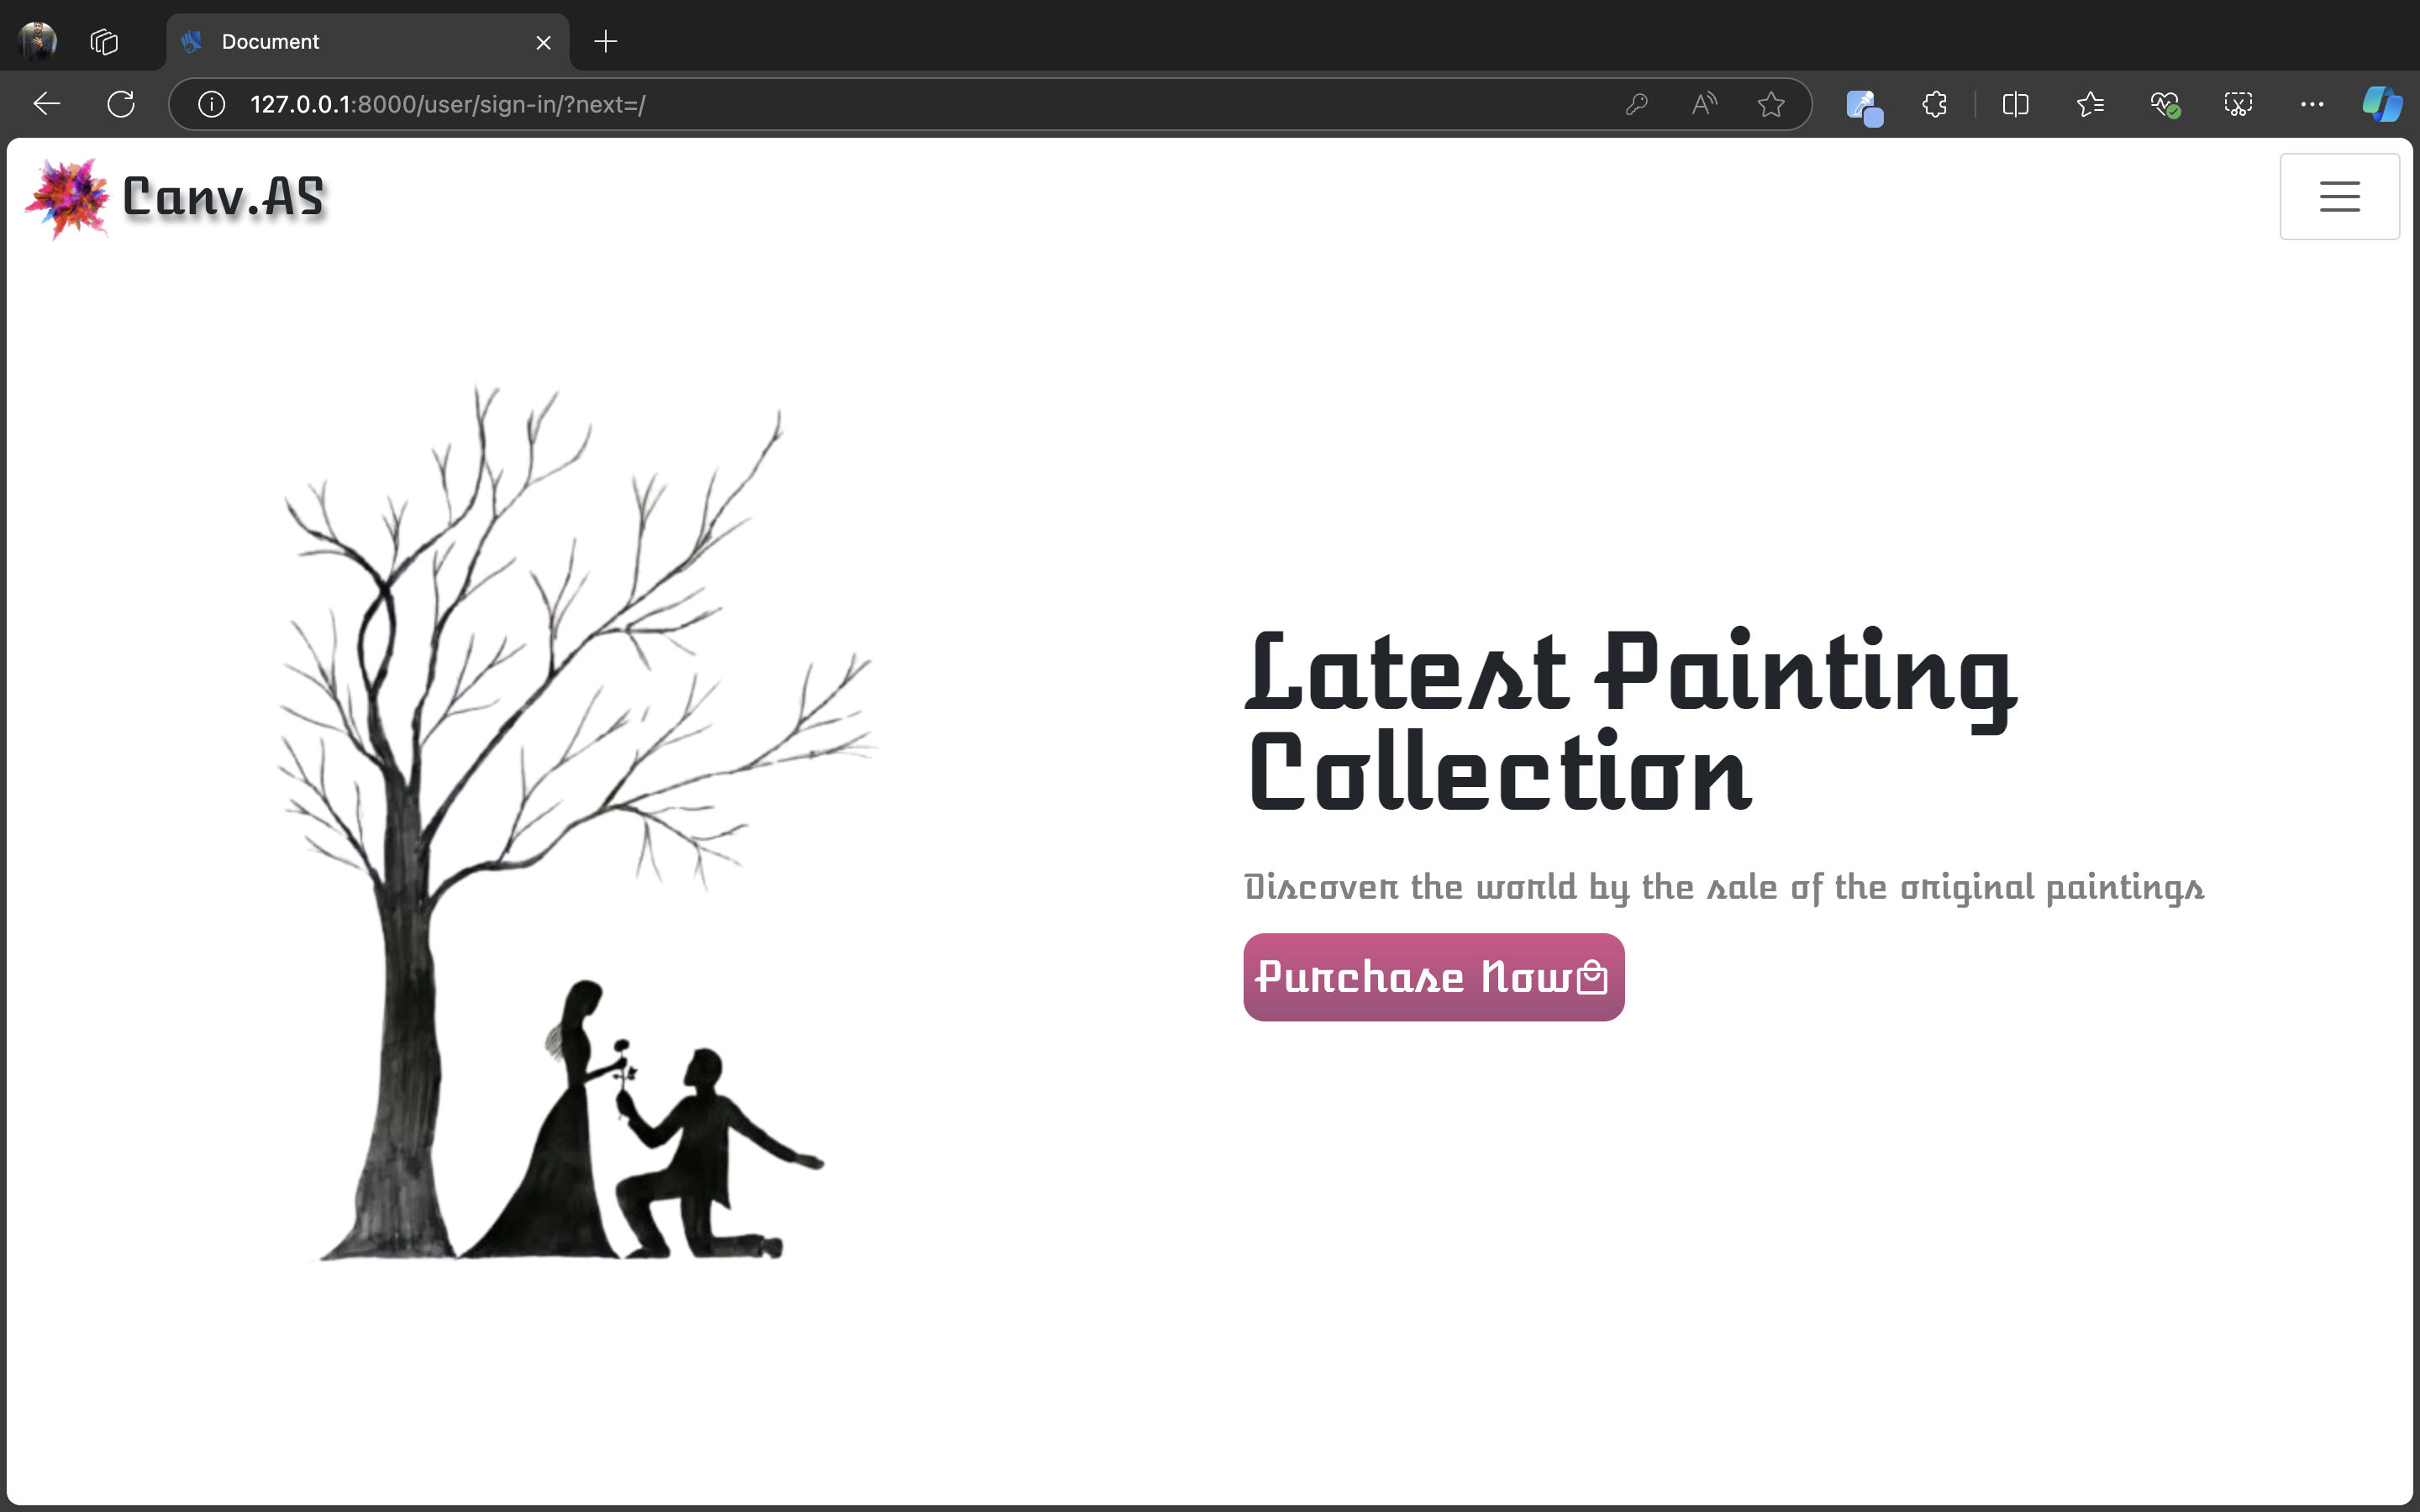 Document
127.0.0.1:8000/user/sign-in/?next=/
Canv.AS
Latest Painting
Collection
Discover the world by the sale of the original paintings
Purchase Now